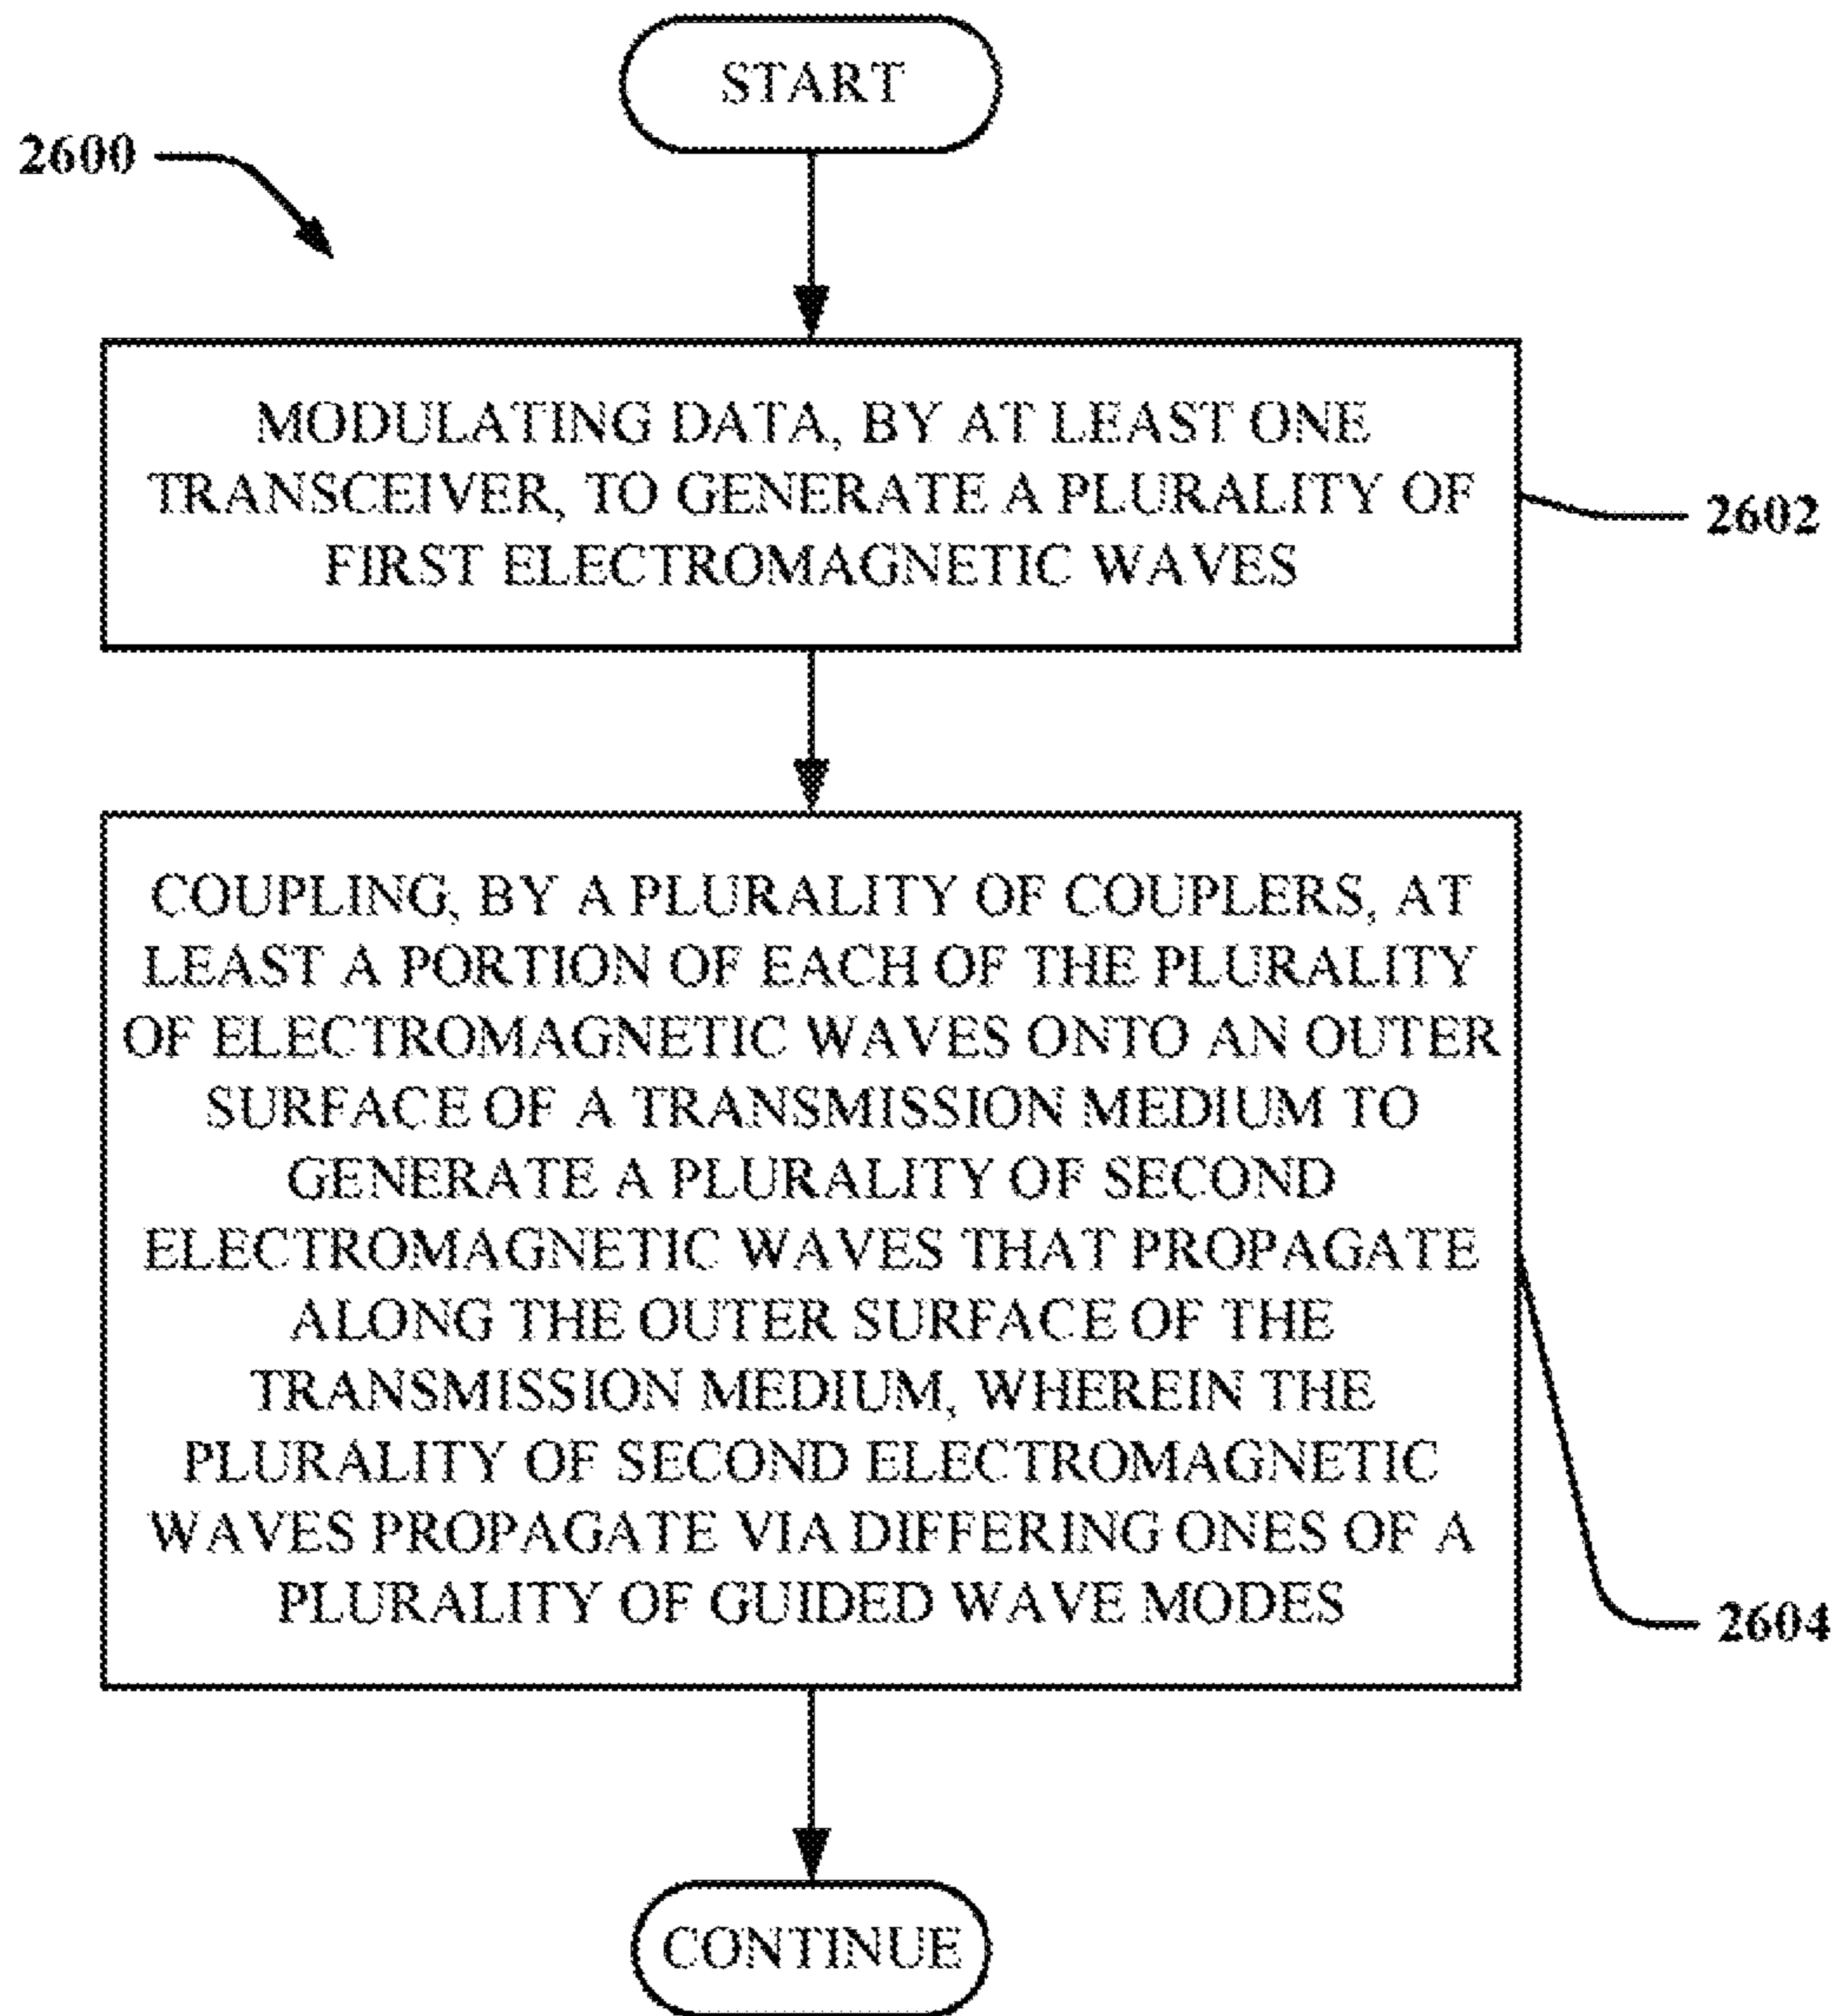 START
2600
MODULATING DATA, BY AT LEAST ONE
TRANSCEIVER, TO GENERATE A PLURALITY OF
FIRST ELECTROMAGNETIC WAVES
2602
COUPLING, BY A PLURALITY OF COUPLERS, AT
LEAST A PORTION OF EACH OF THE PLURALITY
OF ELECTROMAGNETIC WAVES ONTO AN OUTER
SURFACE OF A TRANSMISSION MEDIUM TO
GENERATE A PLURALITY OF SECOND
ELECTROMAGNETIC WAVES THAT PROPAGATE
ALONG THE OUTER SURFACE OF THE
TRANSMISSION MEDIUM, WHEREIN THE
PLURALITY OF SECOND ELECTROMAGNETIC
WAVES PROPAGATE VIA DIFFERING ONES OF A
PLURALITY OF GUIDED WAVE MODES
2604
CONTINUE